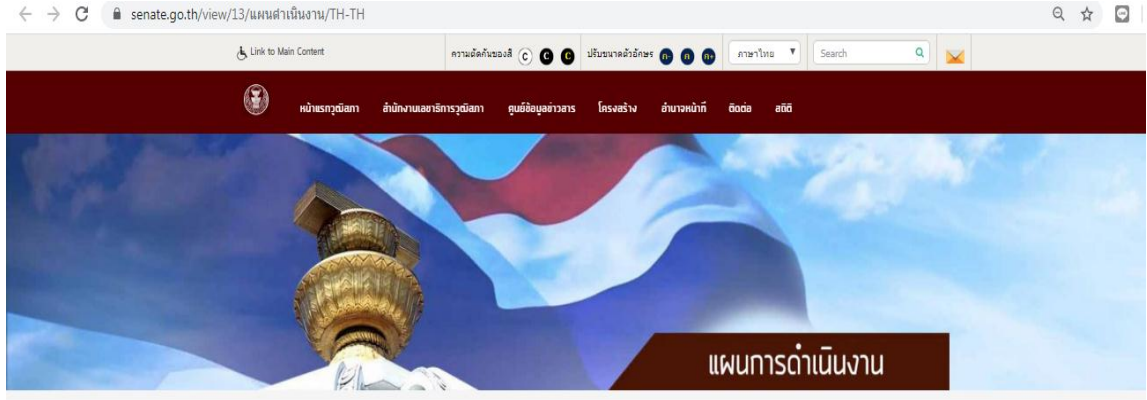 senate.go.th/view/13/แผนดำเนินงาน/TH-TH
Link to Main Content ความตัดกันของสี C C C ปรับขนาดตัวอักษร ก- ก ก+ ภาษาไทย Search
หน้าแรกวุฒิสภา สำนักงานเลขาธิการวุฒิสภา ศูนย์ข้อมูลข่าวสาร โครงสร้าง อำนาจหน้าที่ ติดต่อ สถิติ
แผนการดำเนินงาน